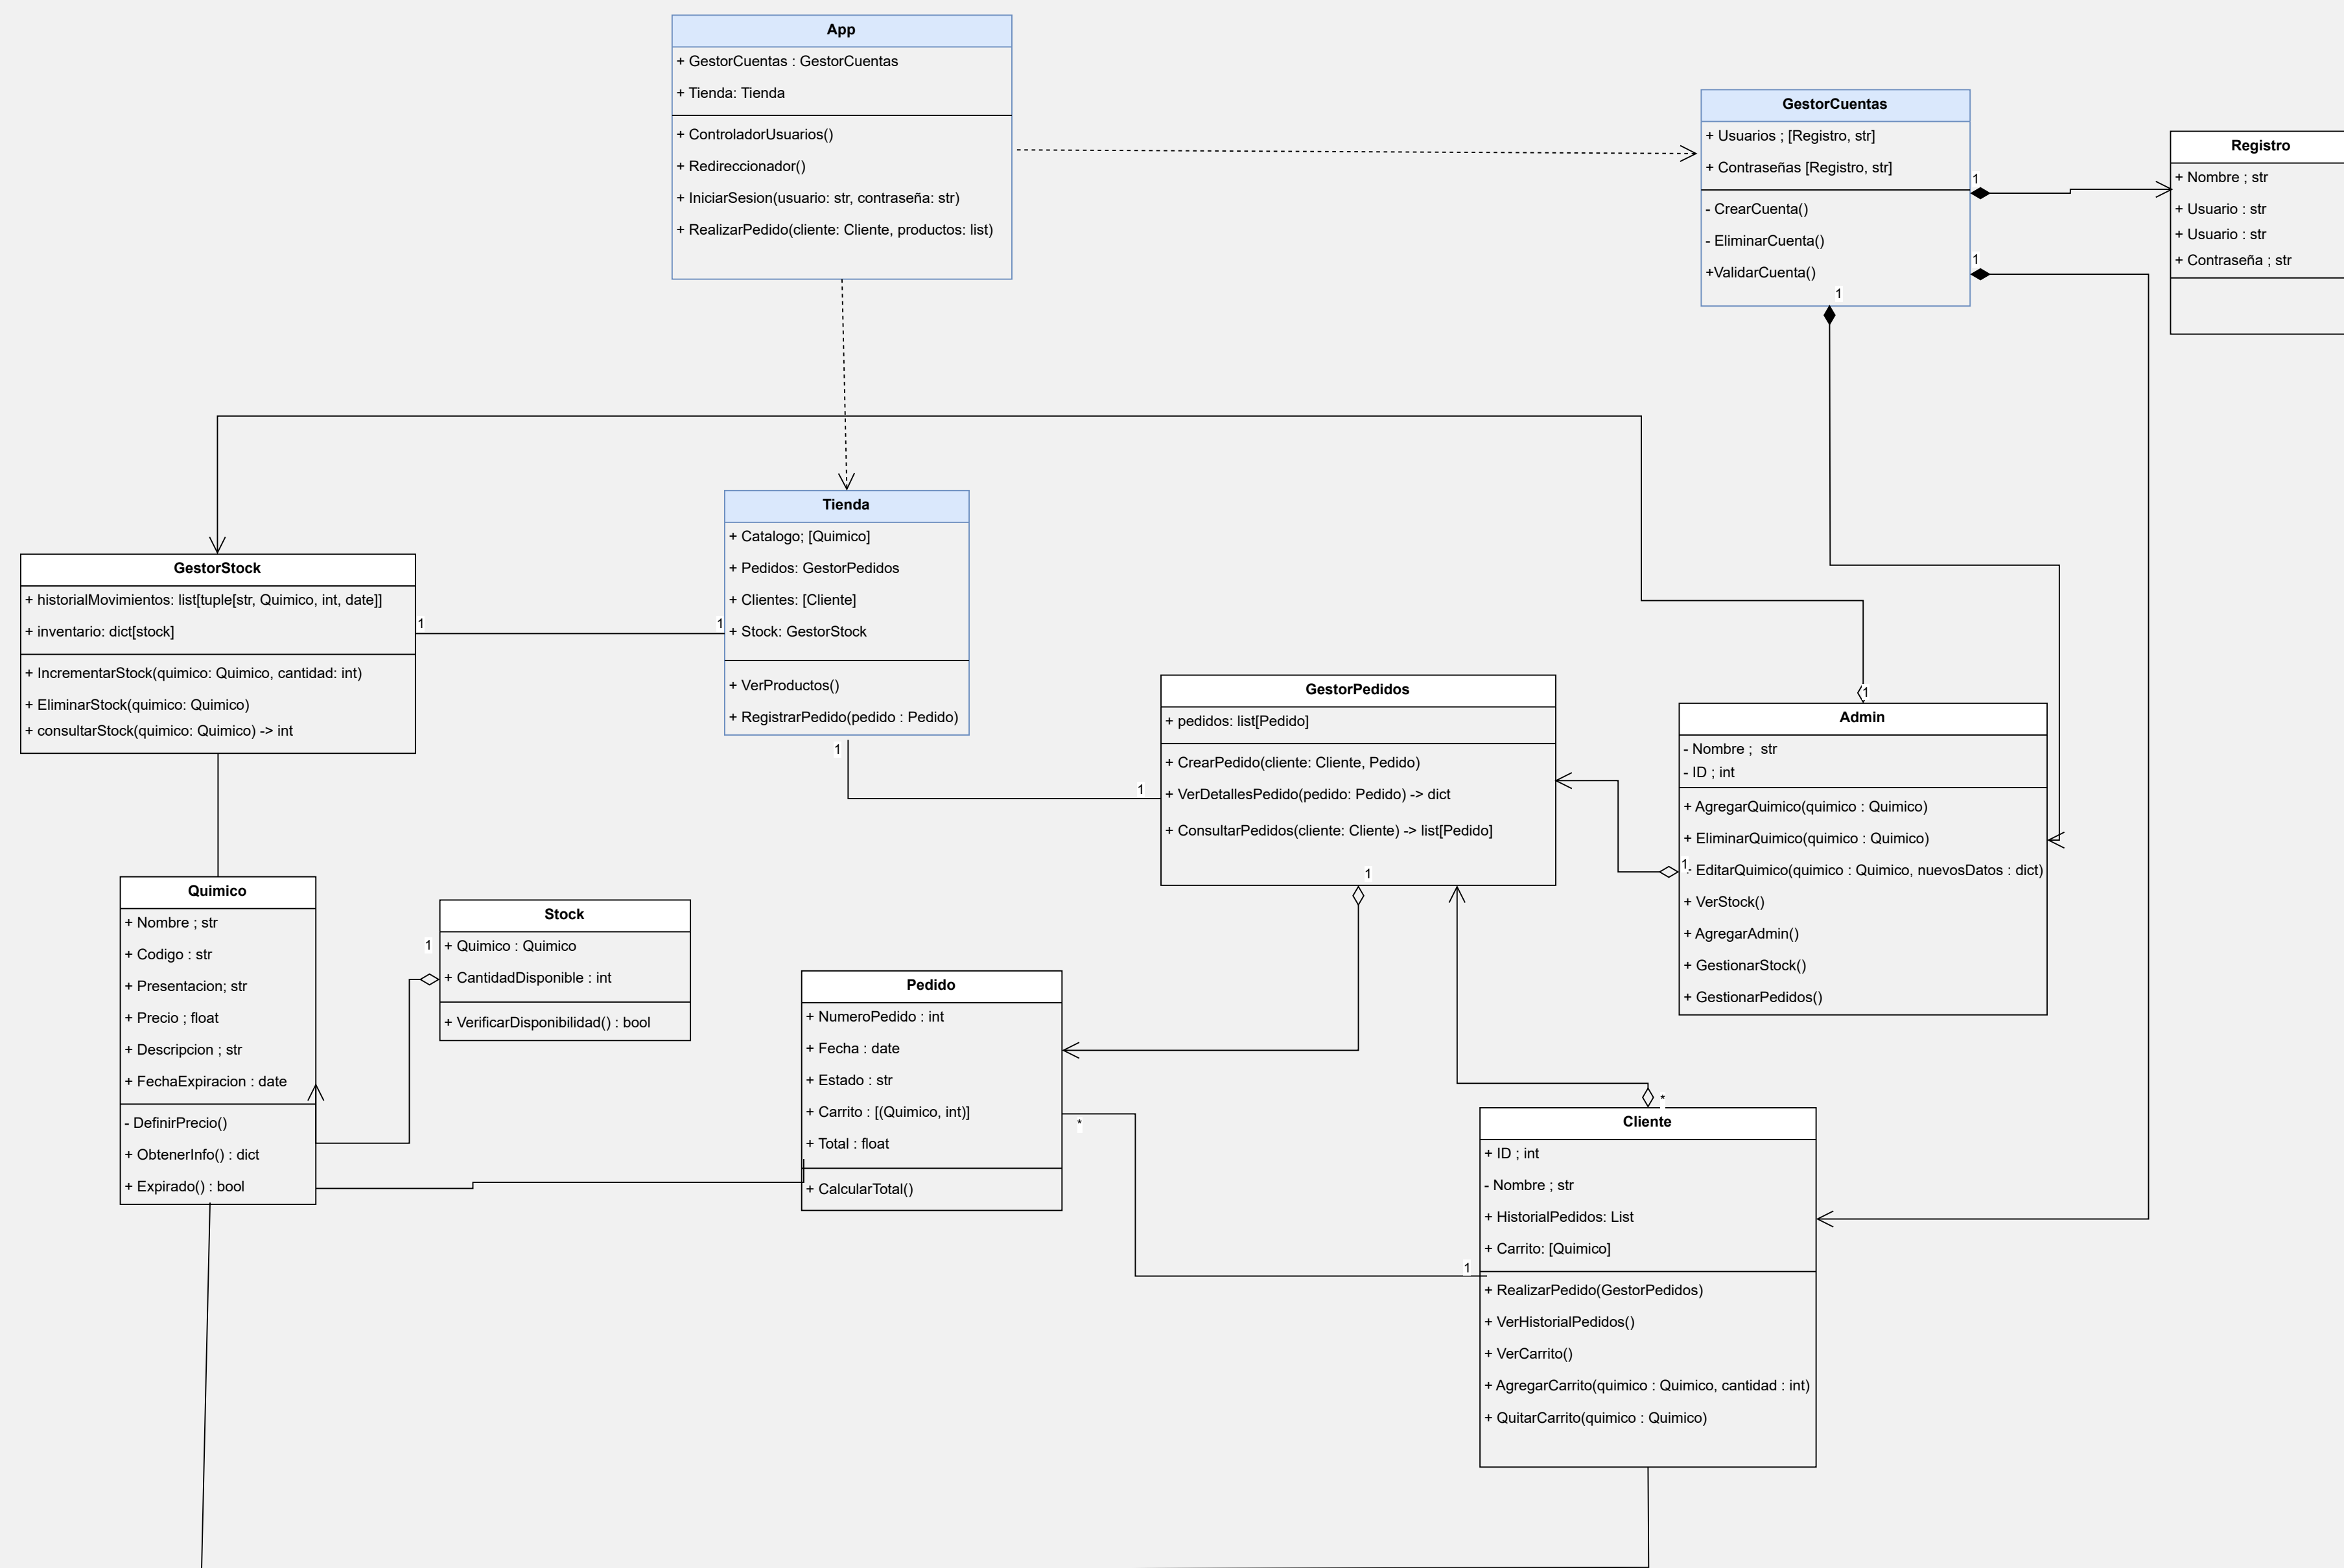 App
+ GestorCuentas : GestorCuentas
+ Tienda: Tienda
+ ControladorUsuarios()
+ Redireccionador()
+ IniciarSesion(usuario: str, contraseña: str)
+ RealizarPedido(cliente: Cliente, productos: list)
GestorCuentas
+ Usuarios ; [Registro, str]
+ Contraseñas [Registro, str]
- CrearCuenta()
- EliminarCuenta()
+ValidarCuenta()
1
1
1
Registro
+ Nombre ; str
+ Usuario : str
+ Usuario : str
+ Contraseña ; str
Tienda
+ Catalogo; [Quimico]
+ Pedidos: GestorPedidos
+ Clientes: [Cliente]
+ Stock: GestorStock
+ VerProductos()
+ RegistrarPedido(pedido : Pedido)
1
1
GestorStock
+ historialMovimientos: list[tuple[str, Quimico, int, date]]
+ inventario: dict[stock]
+ IncrementarStock(quimico: Quimico, cantidad: int)
+ EliminarStock(quimico: Quimico)
+ consultarStock(quimico: Quimico) -> int
1
GestorPedidos
+ pedidos: list[Pedido]
+ CrearPedido(cliente: Cliente, Pedido)
+ VerDetallesPedido(pedido: Pedido) -> dict
+ ConsultarPedidos(cliente: Cliente) -> list[Pedido]
1
1
1
Admin
- Nombre ; str
- ID ; int
+ AgregarQuimico(quimico : Quimico)
+ EliminarQuimico(quimico : Quimico)
1
- EditarQuimico(quimico : Quimico, nuevosDatos : dict)
+ VerStock()
+ AgregarAdmin()
+ GestionarStock()
+ GestionarPedidos()
Quimico
+ Nombre ; str
+ Codigo : str
+ Presentacion; str
+ Precio ; float
+ Descripcion ; str
+ FechaExpiracion : date
- DefinirPrecio()
+ ObtenerInfo() : dict
+ Expirado() : bool
Stock
1
+ Quimico : Quimico
+ CantidadDisponible : int
+ VerificarDisponibilidad() : bool
Pedido
+ NumeroPedido : int
+ Fecha : date
+ Estado : str
+ Carrito : [(Quimico, int)]
+ Total : float
+ CalcularTotal()
*
*
Cliente
+ ID ; int
- Nombre ; str
+ HistorialPedidos: List
+ Carrito: [Quimico]
1
+ RealizarPedido(GestorPedidos)
+ VerHistorialPedidos()
+ VerCarrito()
+ AgregarCarrito(quimico : Quimico, cantidad : int)
+ QuitarCarrito(quimico : Quimico)